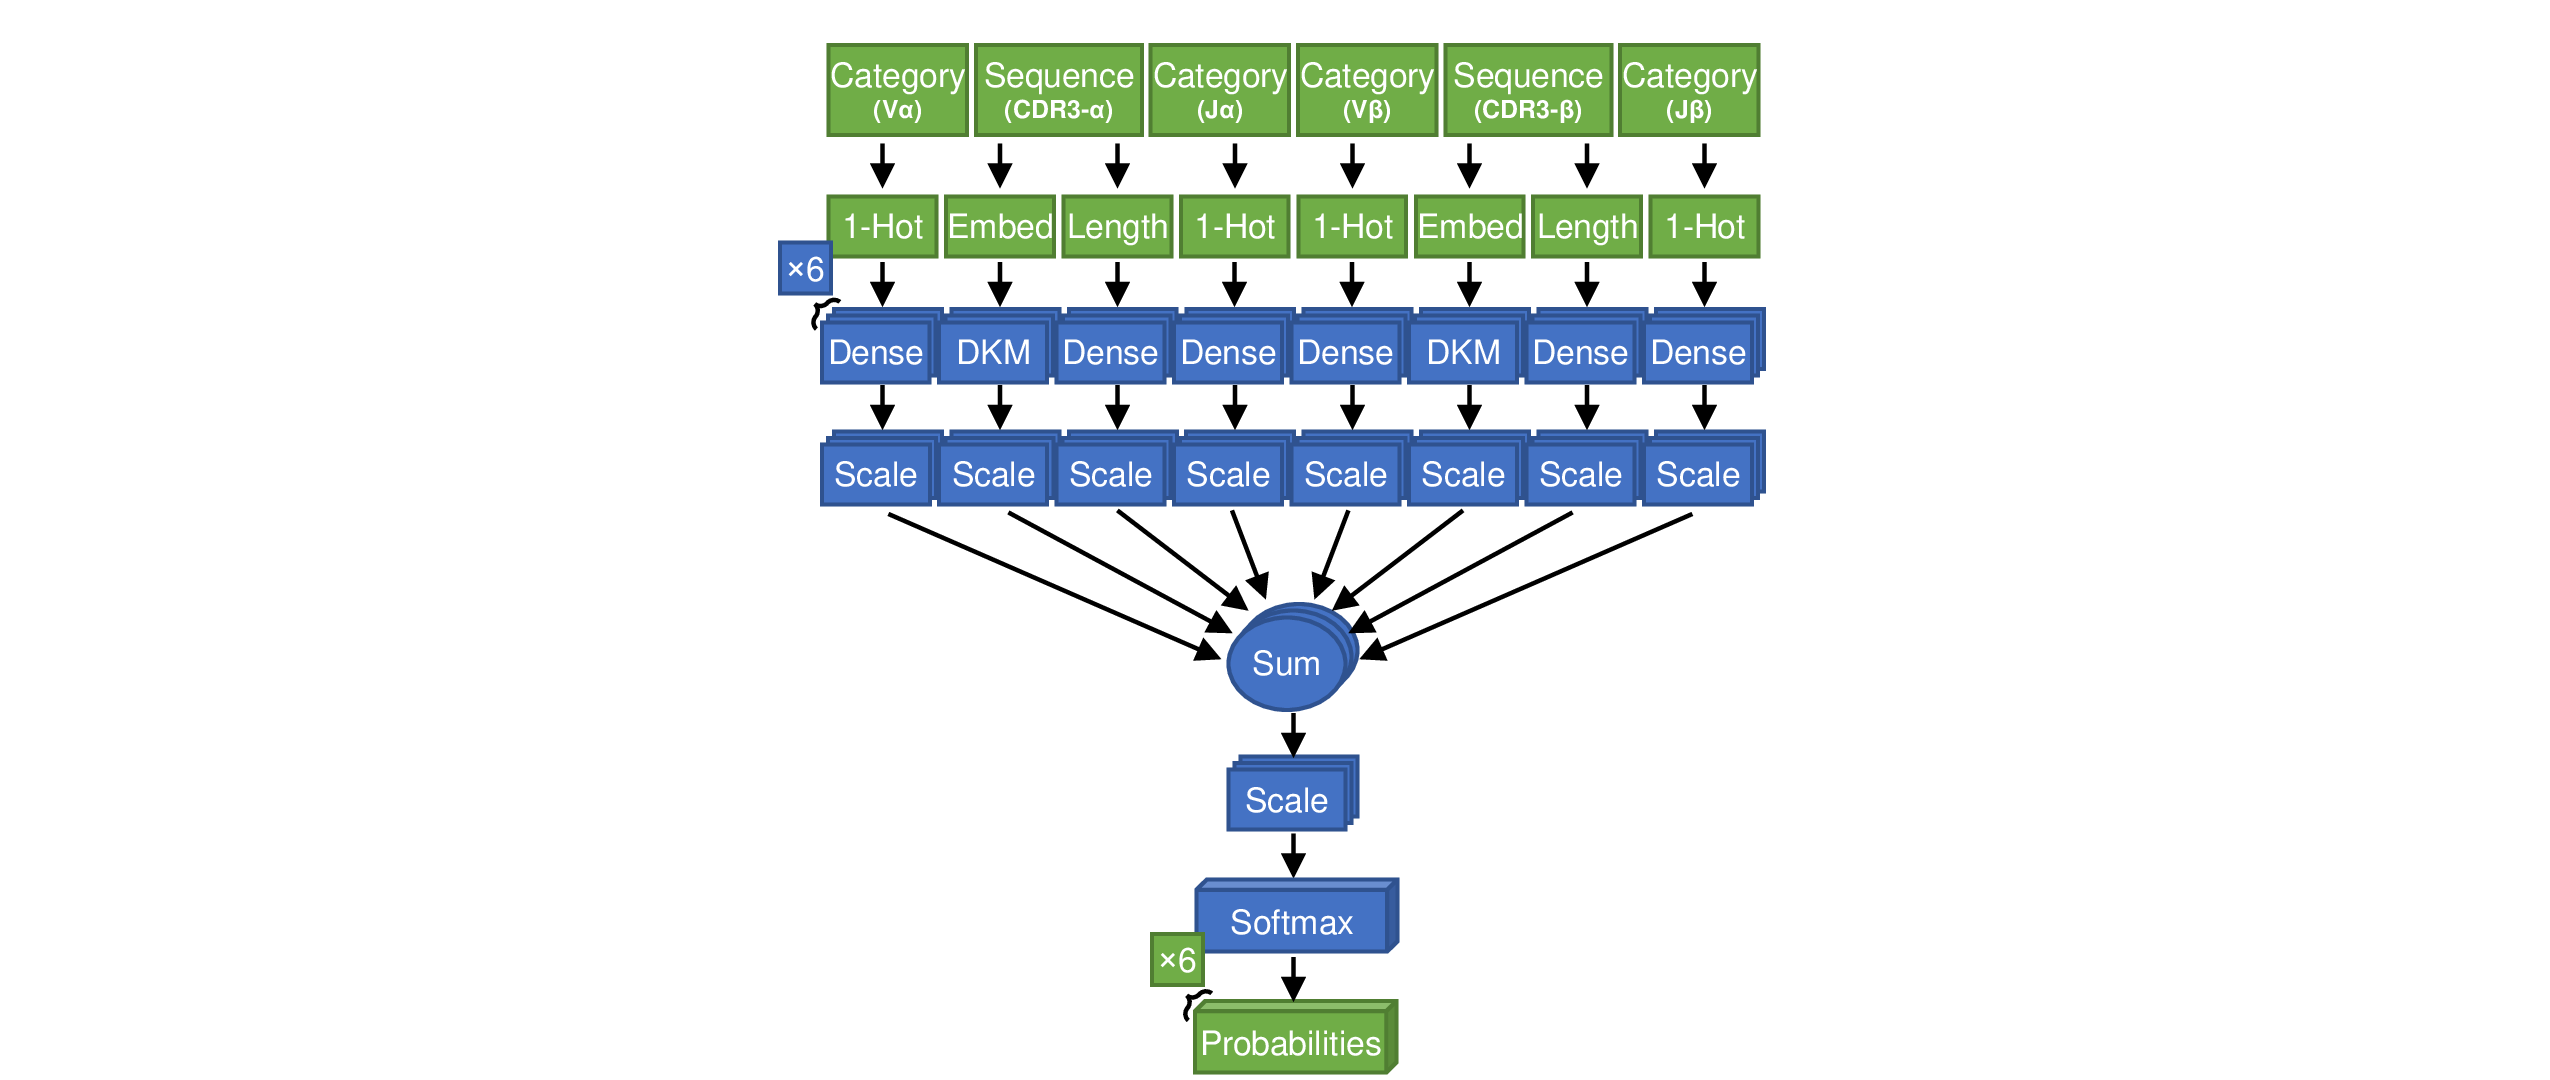 Category
(Vα)
Sequence
(CDR3-α)
Category
(Jα)
Category
(Vβ)
Sequence
(CDR3-β)
Category
(Jβ)
1-Hot
Embed
Length
1-Hot
1-Hot
Embed
Length
1-Hot
×6
Dense
DKM
Dense
Dense
Dense
DKM
Dense
Dense
Scale
Scale
Scale
Scale
Scale
Scale
Scale
Scale
Sum
Scale
Softmax
×6
Probabilities